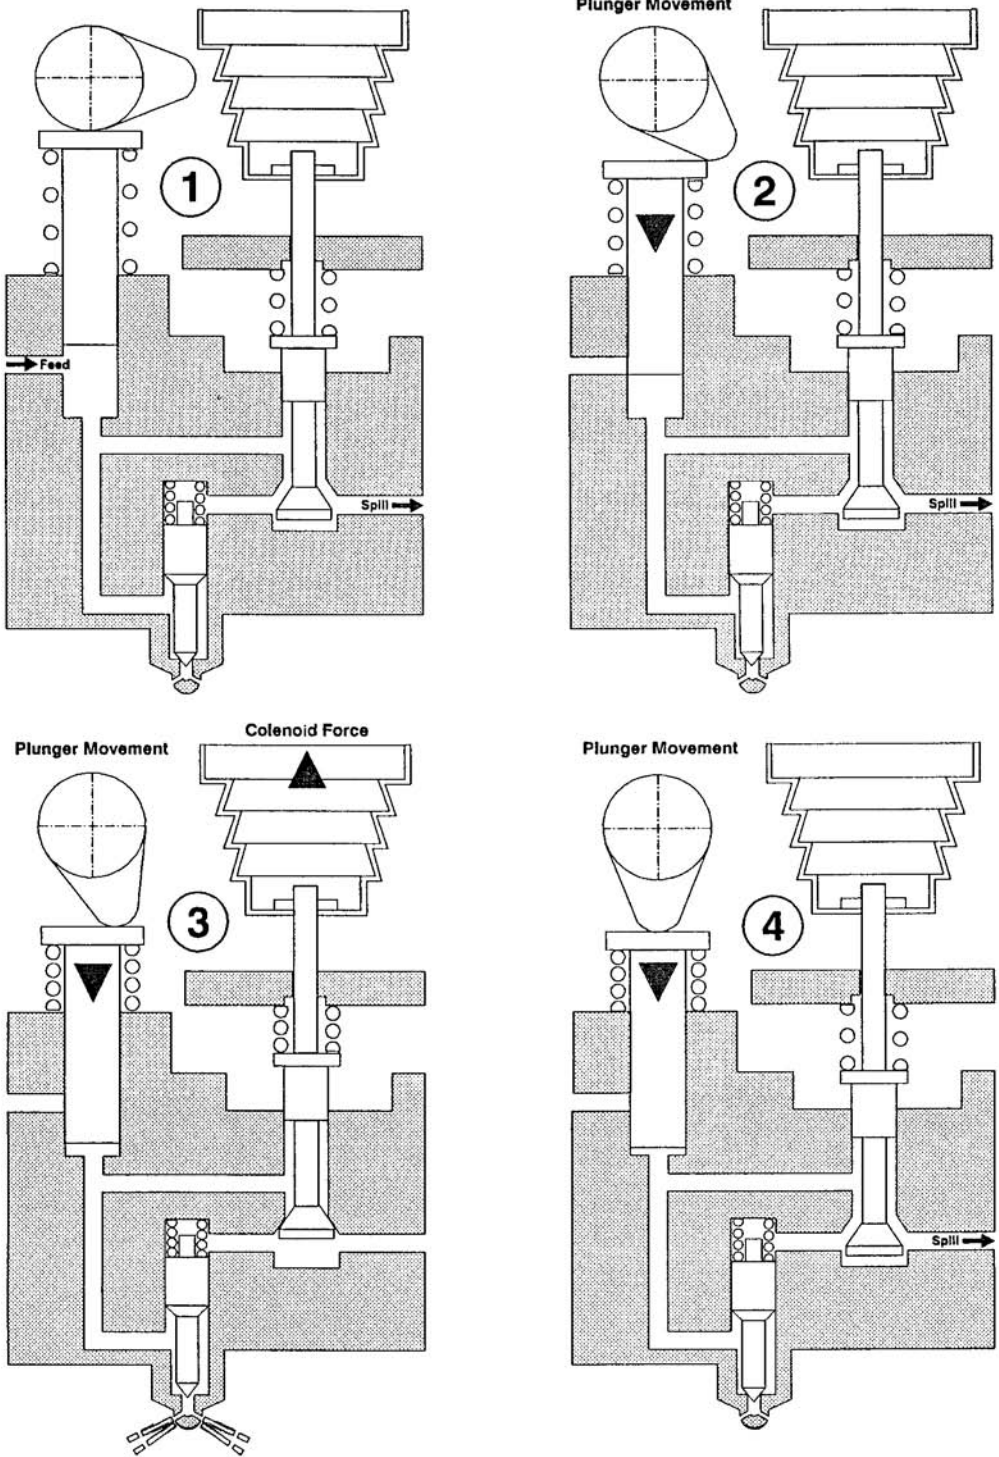 Plunger Movement
1
2
Feed
Spill
Spill
Colenoid Force
Plunger Movement
Plunger Movement
3
4
Spill